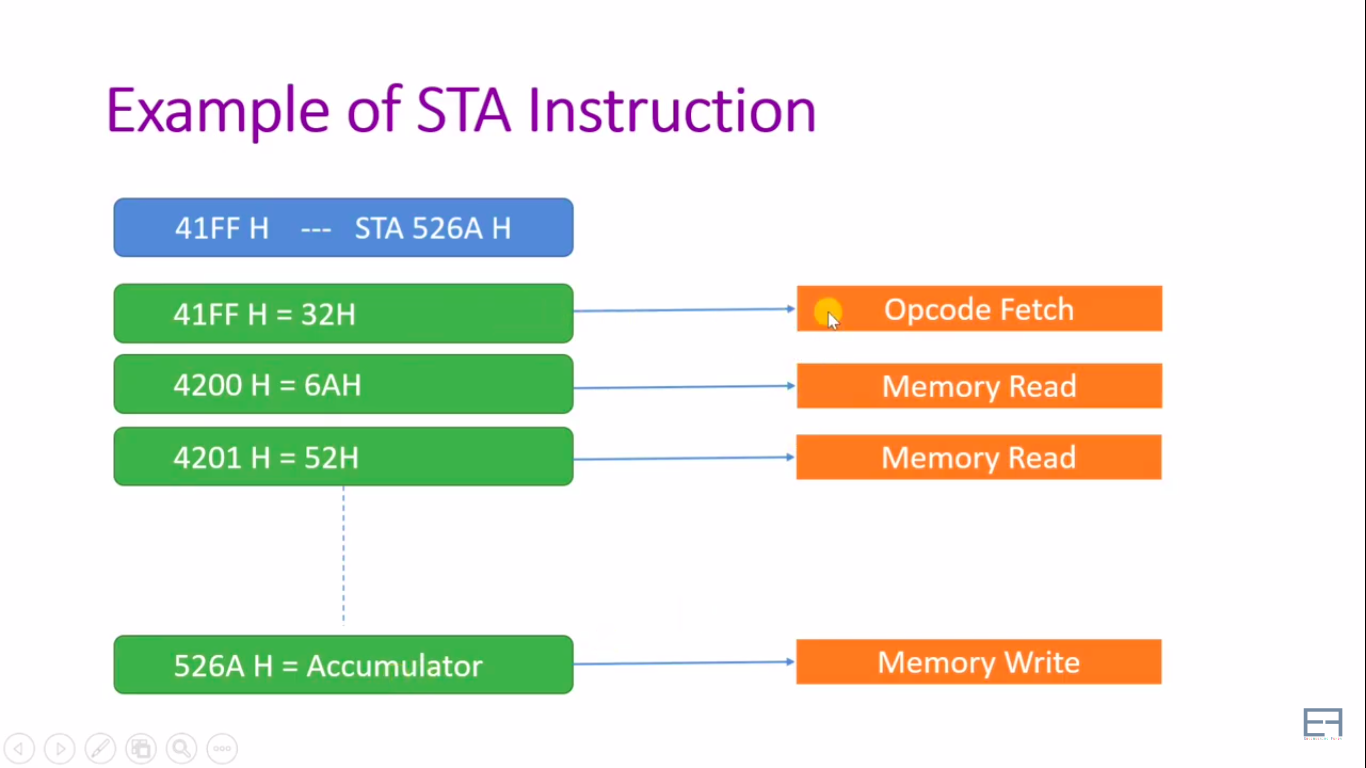 Example of STA Instruction
41FF H --- STA 526A H
41FF H = 32H
Opcode Fetch
4200 H = 6AH
Memory Read
4201 H = 52H
Memory Read
526A H = Accumulator
Memory Write
EF